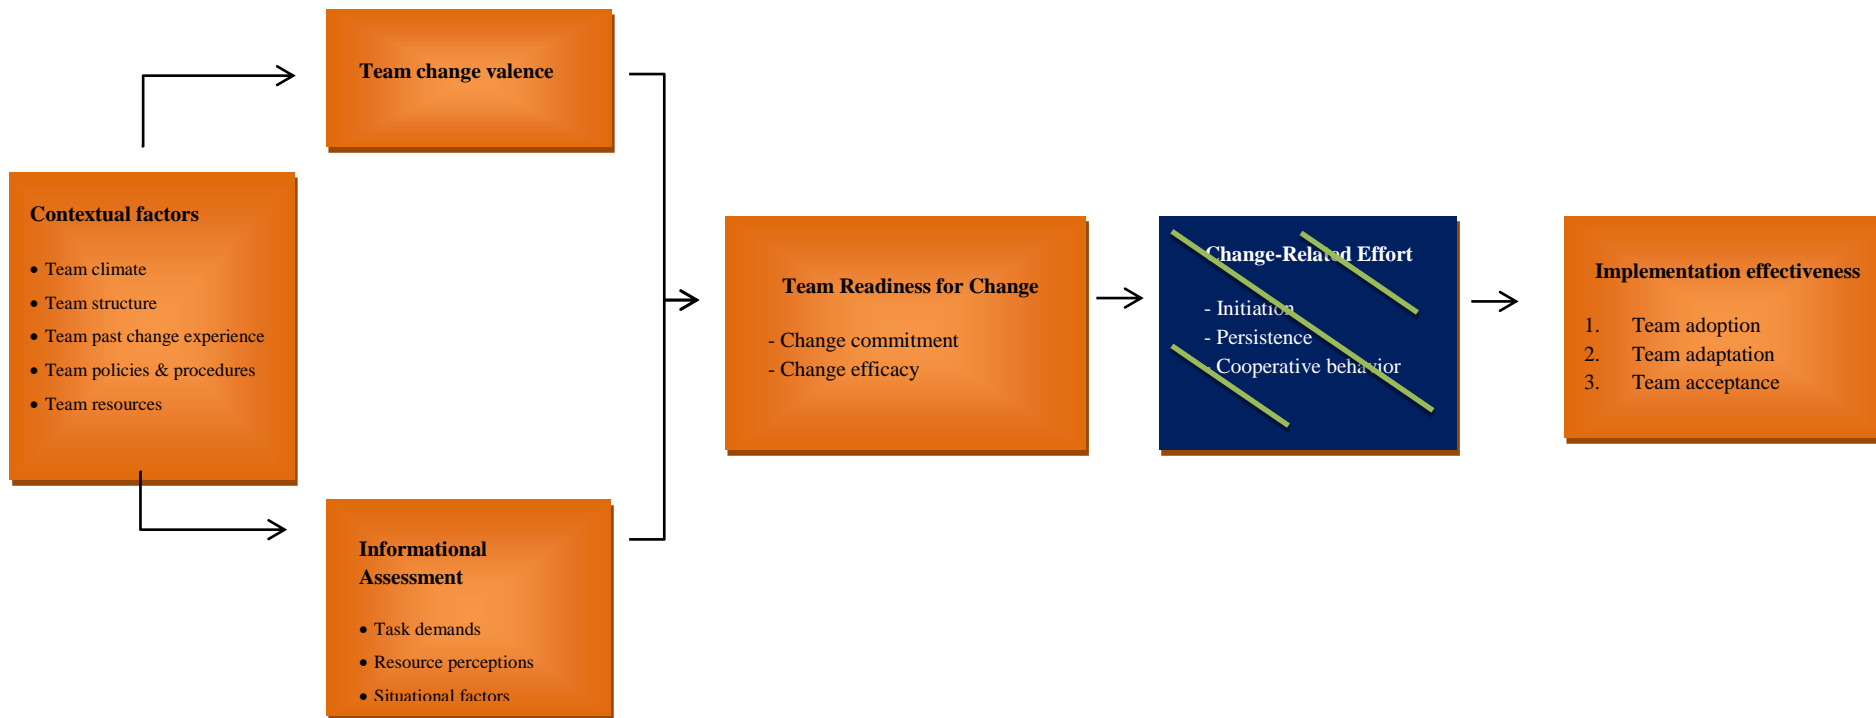 Team change valence
Contextual factors
• Team climate
• Team structure
• Team past change experience
• Team policies & procedures
• Team resources
Informational
Assessment
• Task demands
• Resource perceptions
• Situational factors
Team Readiness for Change
- Change commitment
- Change efficacy
Change-Related Effort
- Initiation
- Persistence
- Cooperative behavior
Implementation effectiveness
1. Team adoption
2. Team adaptation
3. Team acceptance